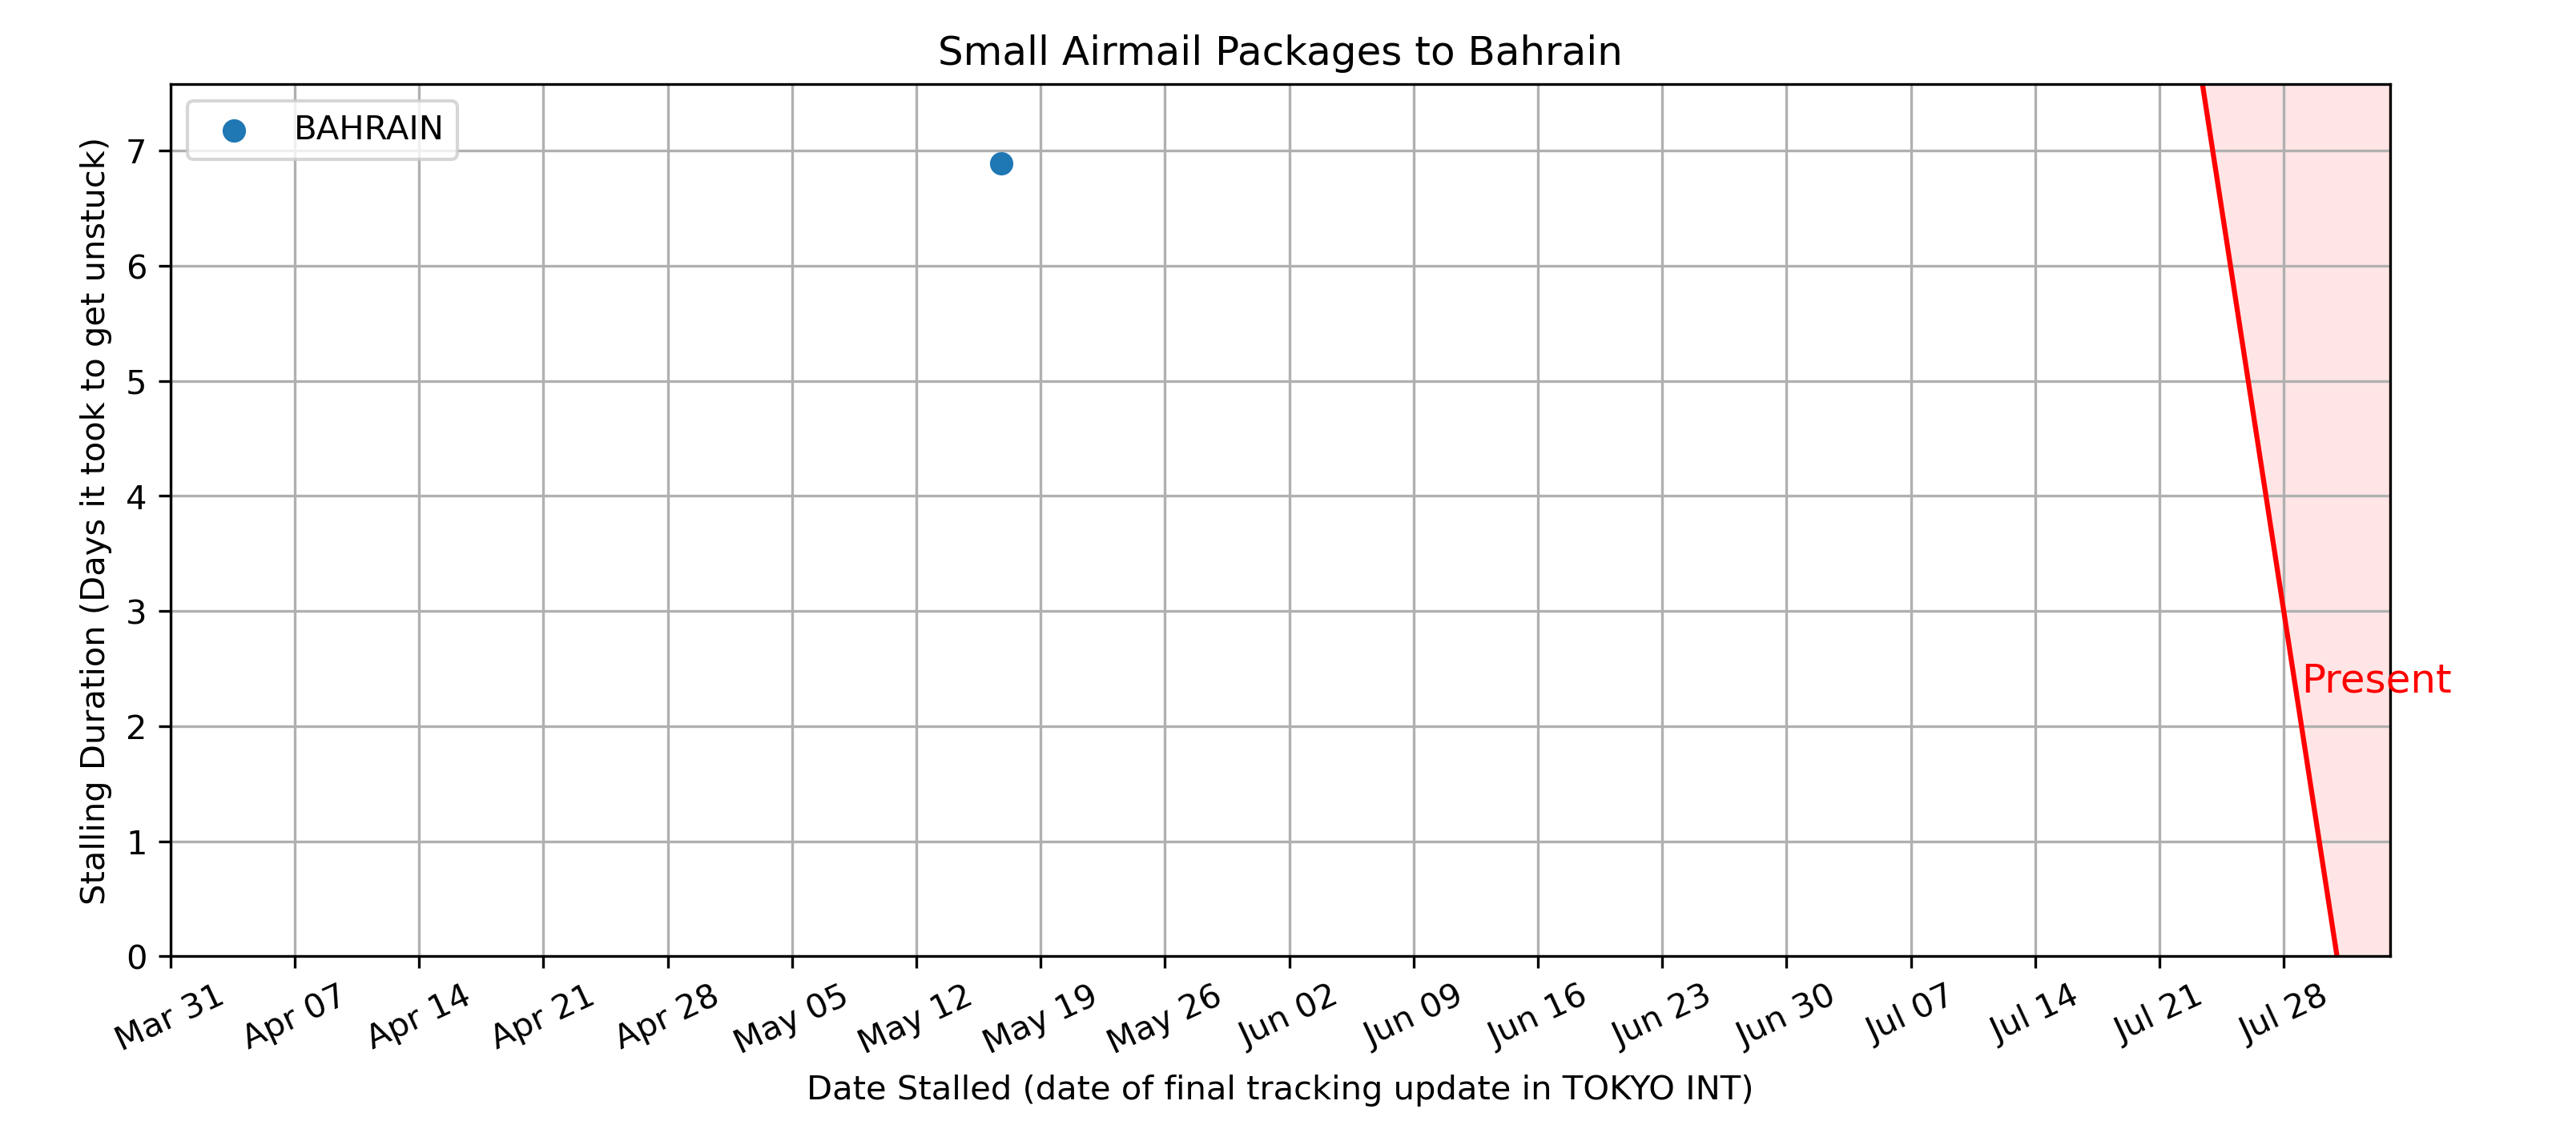 Small Airmail Packages to Bahrain
BAHRAIN
Stalling Duration (Days it took to get unstuck)
7
6
5
4
3
2
1
0
Present
Mar 31
Apr 07
Apr 14
Apr 21
Apr 28
May 05
May 12
May 19
May 26
Jun 02
Jun 09
Jun 16
Jun 23
Jun 30
Jul 07
Jul 14
Jul 21
Jul 28
Date Stalled (date of final tracking update in TOKYO INT)